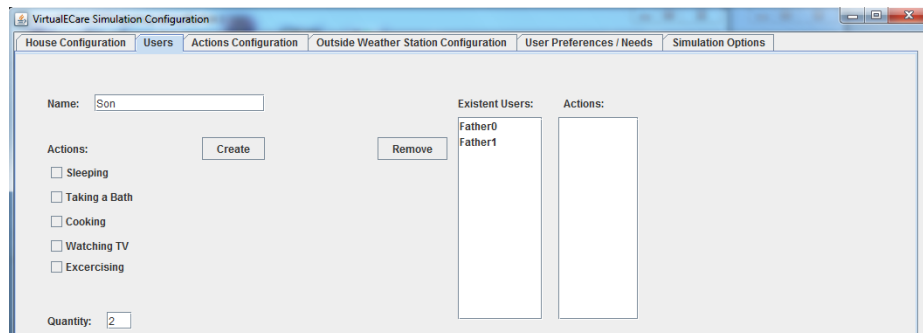 VirtualECare Simulation Configuration
House Configuration Users Actions Configuration Outside Weather Station Configuration User Preferences / Needs Simulation Options
Name: Son Existent Users: Actions:
Father0
Actions: Create Remove Father1
Sleeping
Taking a Bath
Cooking
Watching TV
Excercising
Quantity: 2